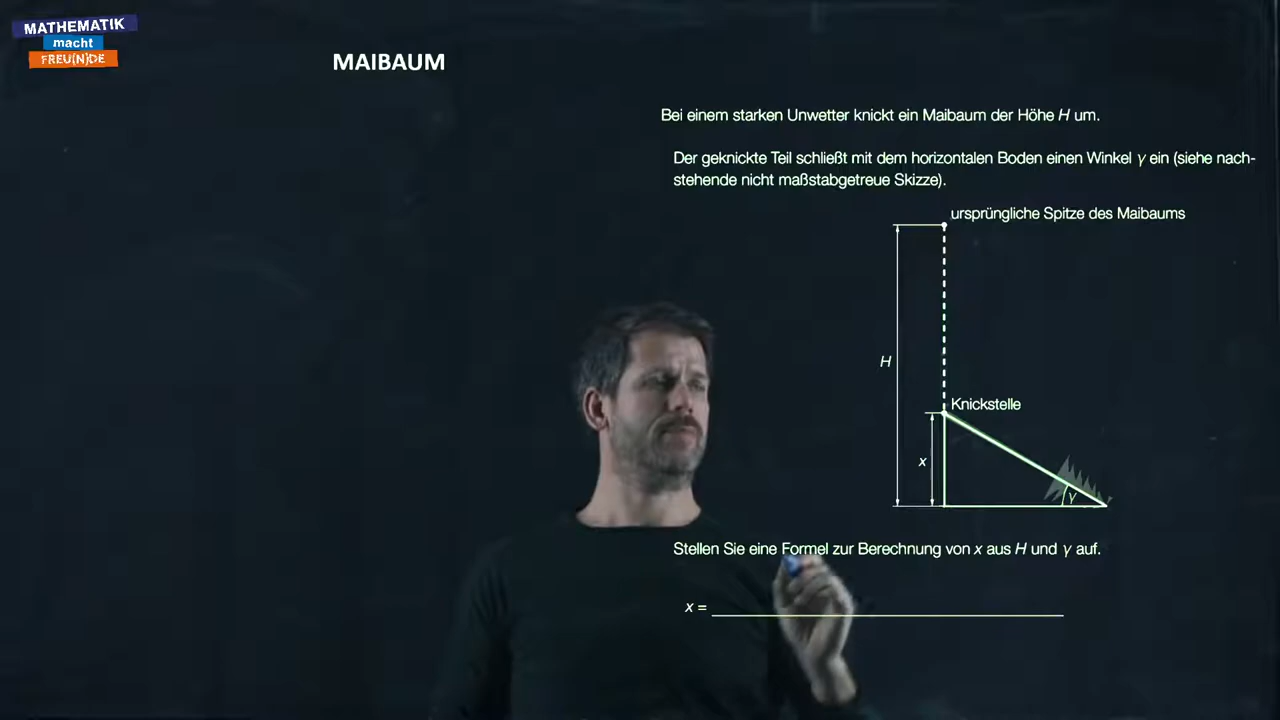 MATHEMATIK
macht
FREU(N)DE
MAIBAUM
Bei einem starken Unwetter knickt ein Maibaum der Höhe H um.
Der geknickte Teil schließt mit dem horizontalen Boden einen Winkel γ ein (siehe nach-
stehende nicht maßstabgetreue Skizze).
ursprüngliche Spitze des Maibaums
H
Knickstelle
x
γ
Stellen Sie eine Formel zur Berechnung von x aus H und γ auf.
x =